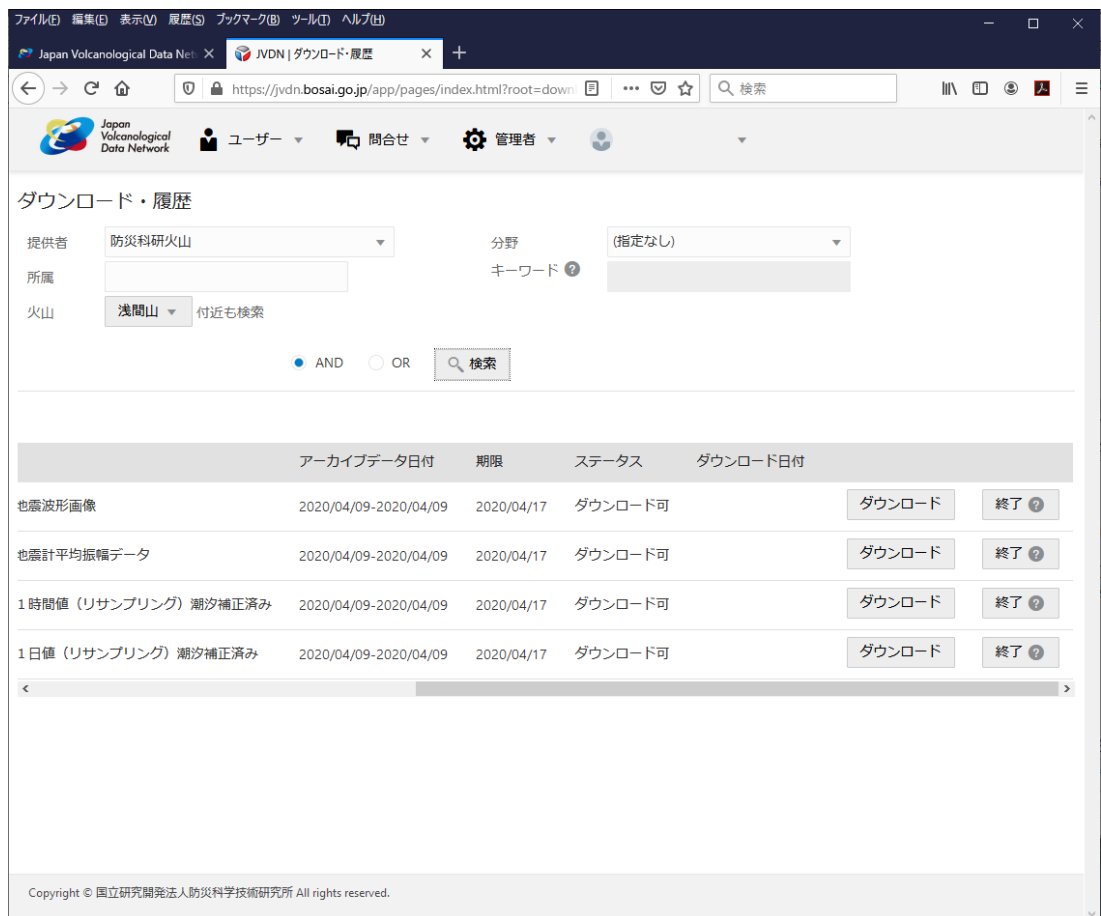 ファイル(F) 編集(E) 表示(V) 履歴(S) ブックマーク(B) ツール(T) ヘルプ(H)
Japan Volcanological Data Net
JVDN | ダウンロード・履歴
https://jvdn.bosai.go.jp/app/pages/index.html?root=down
検索
Japan
Volcanological
Data Network
ユーザー 問合せ 管理者
ダウンロード・履歴
提供者 防災科研火山 分野 (指定なし)
所属 キーワード ?
火山 浅間山 付近も検索
AND OR 検索
アーカイブデータ日付 期限 ステータス ダウンロード日付
震波形画像 2020/04/09-2020/04/09 2020/04/17 ダウンロード可 ダウンロード 終了 ?
震計平均振幅データ 2020/04/09-2020/04/09 2020/04/17 ダウンロード可 ダウンロード 終了 ?
1時間値（リサンプリング）潮汐補正済み 2020/04/09-2020/04/09 2020/04/17 ダウンロード可 ダウンロード 終了 ?
1日値（リサンプリング）潮汐補正済み 2020/04/09-2020/04/09 2020/04/17 ダウンロード可 ダウンロード 終了 ?
Copyright © 国立研究開発法人防災科学技術研究所 All rights reserved.